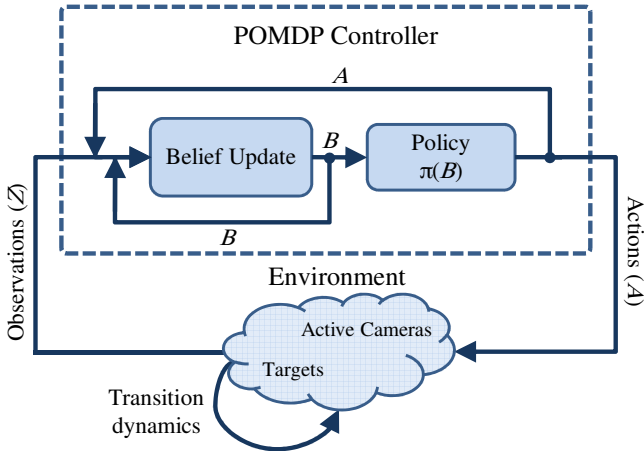 POMDP Controller
A
Belief Update
B
Policy
π(B)
B
Observations (Z)
Actions (A)
Environment
Active Cameras
Targets
Transition
dynamics